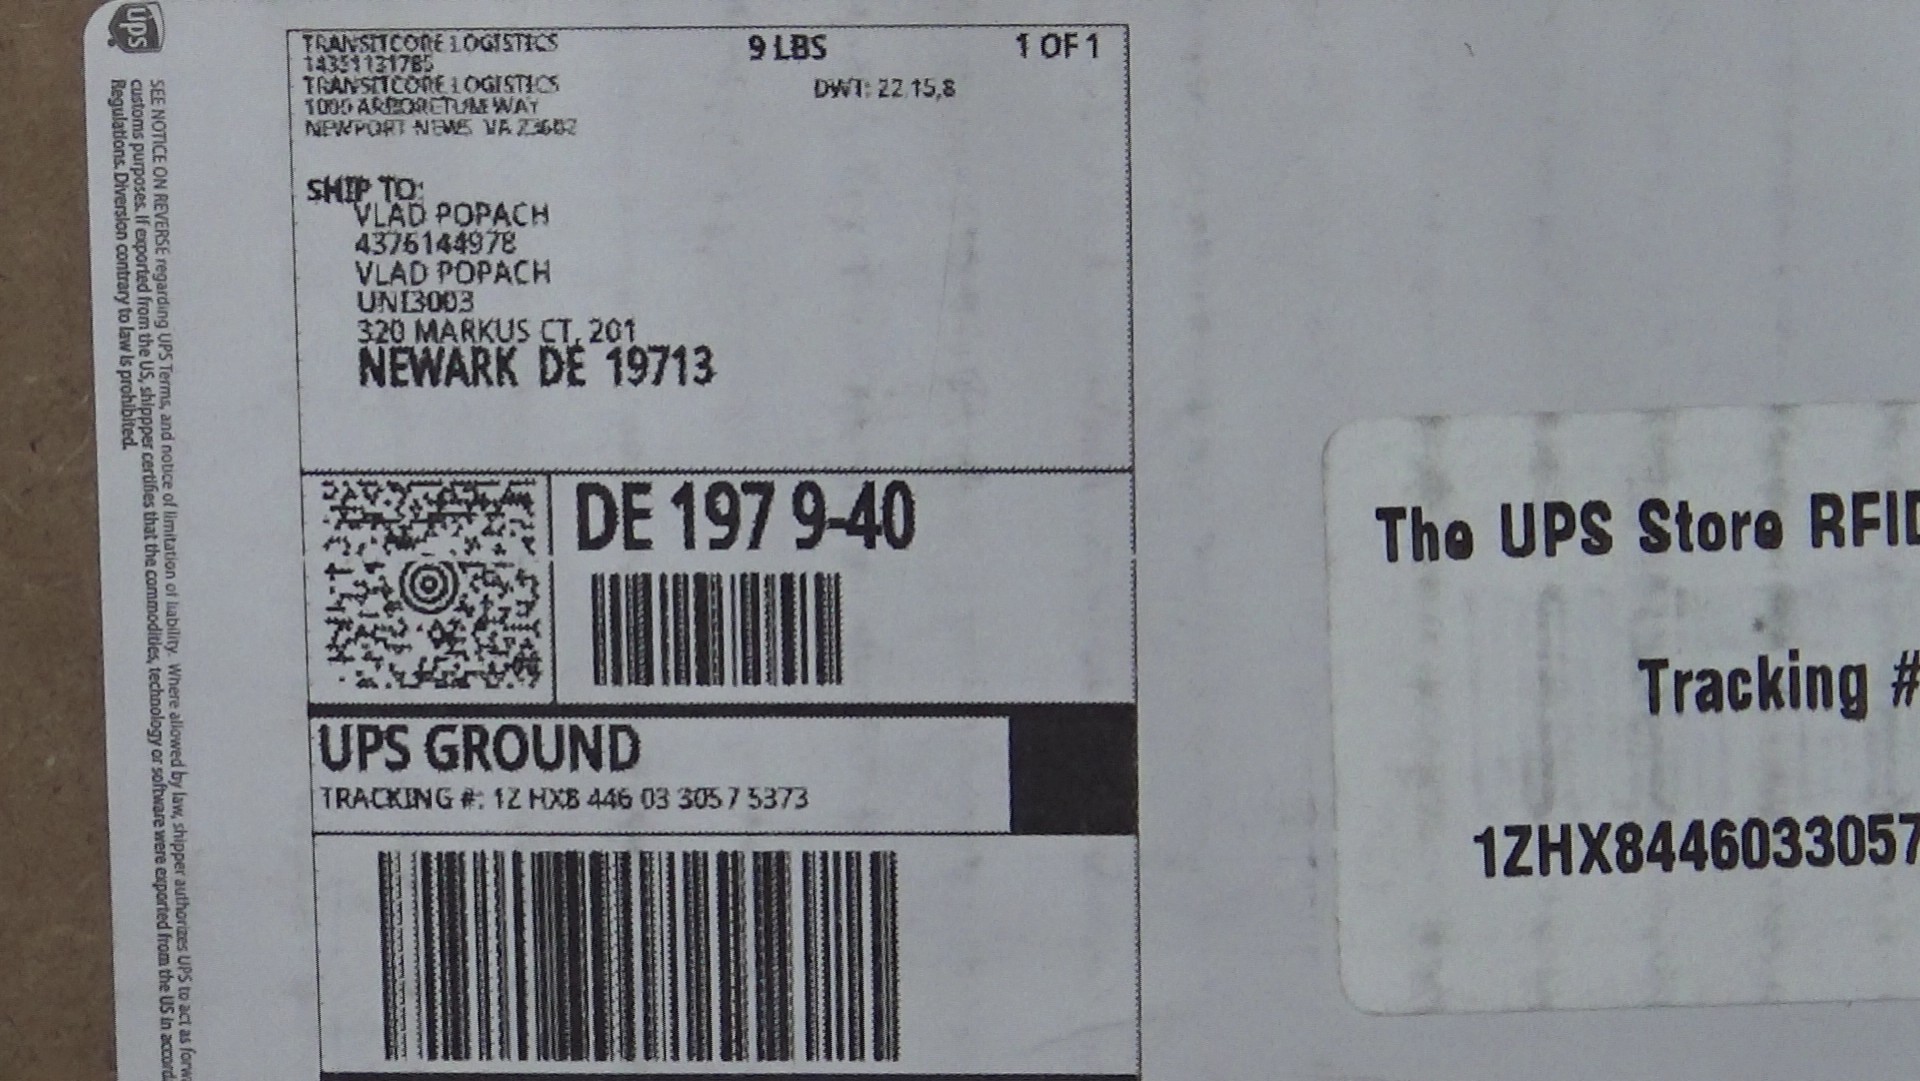 ups
SEE NOTICE ON REVERSE regarding UPS Terms, and notice of limitation of liability. Where allowed by law, shipper authorizes UPS to act as forw
customs purposes. If exported from the US, shipper certifies that the commodities, technology or software were exported from the US in accord
Regulations. Diversion contrary to law is prohibited.
TRANSITCORE LOGISTICS
14351131785
TRANSITCORE LOGISTICS
1000 ARBORETUM WAY
NEWPORT NEWS VA 23602
9 LBS
1 OF 1
DWT: 22,15,8
SHIP TO:
VLAD POPACH
4376144978
VLAD POPACH
UNI3003
320 MARKUS CT, 201
NEWARK DE 19713
DE 197 9-40
UPS GROUND
TRACKING #: 1Z HX8 446 03 3057 5373
The UPS Store RFID
Tracking #
1ZHX8446033057